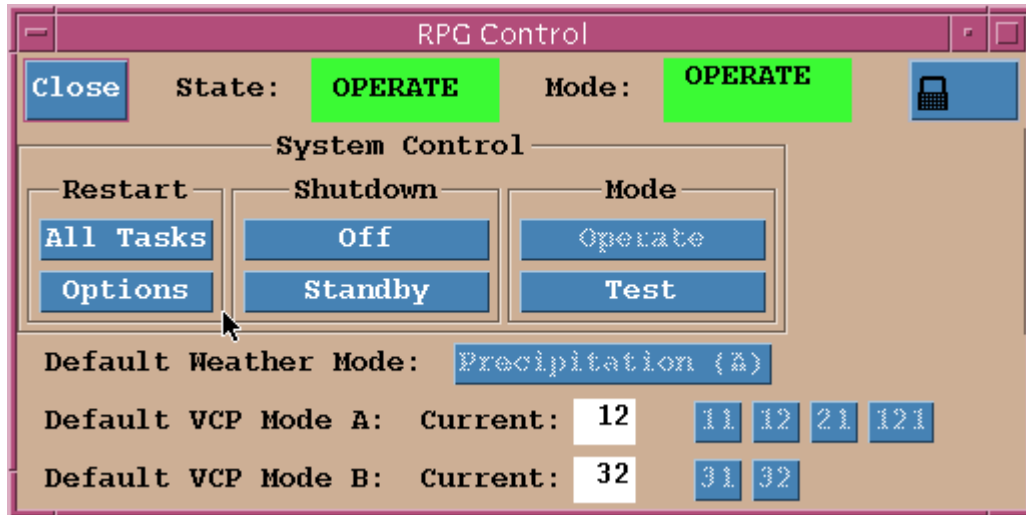 RPG Control
Close State: OPERATE Mode: OPERATE
System Control
Restart Shutdown Mode
All Tasks Off Operate
Options Standby Test
Default Weather Mode: Precipitation (A)
Default VCP Mode A: Current: 12 11 12 21 121
Default VCP Mode B: Current: 32 31 32